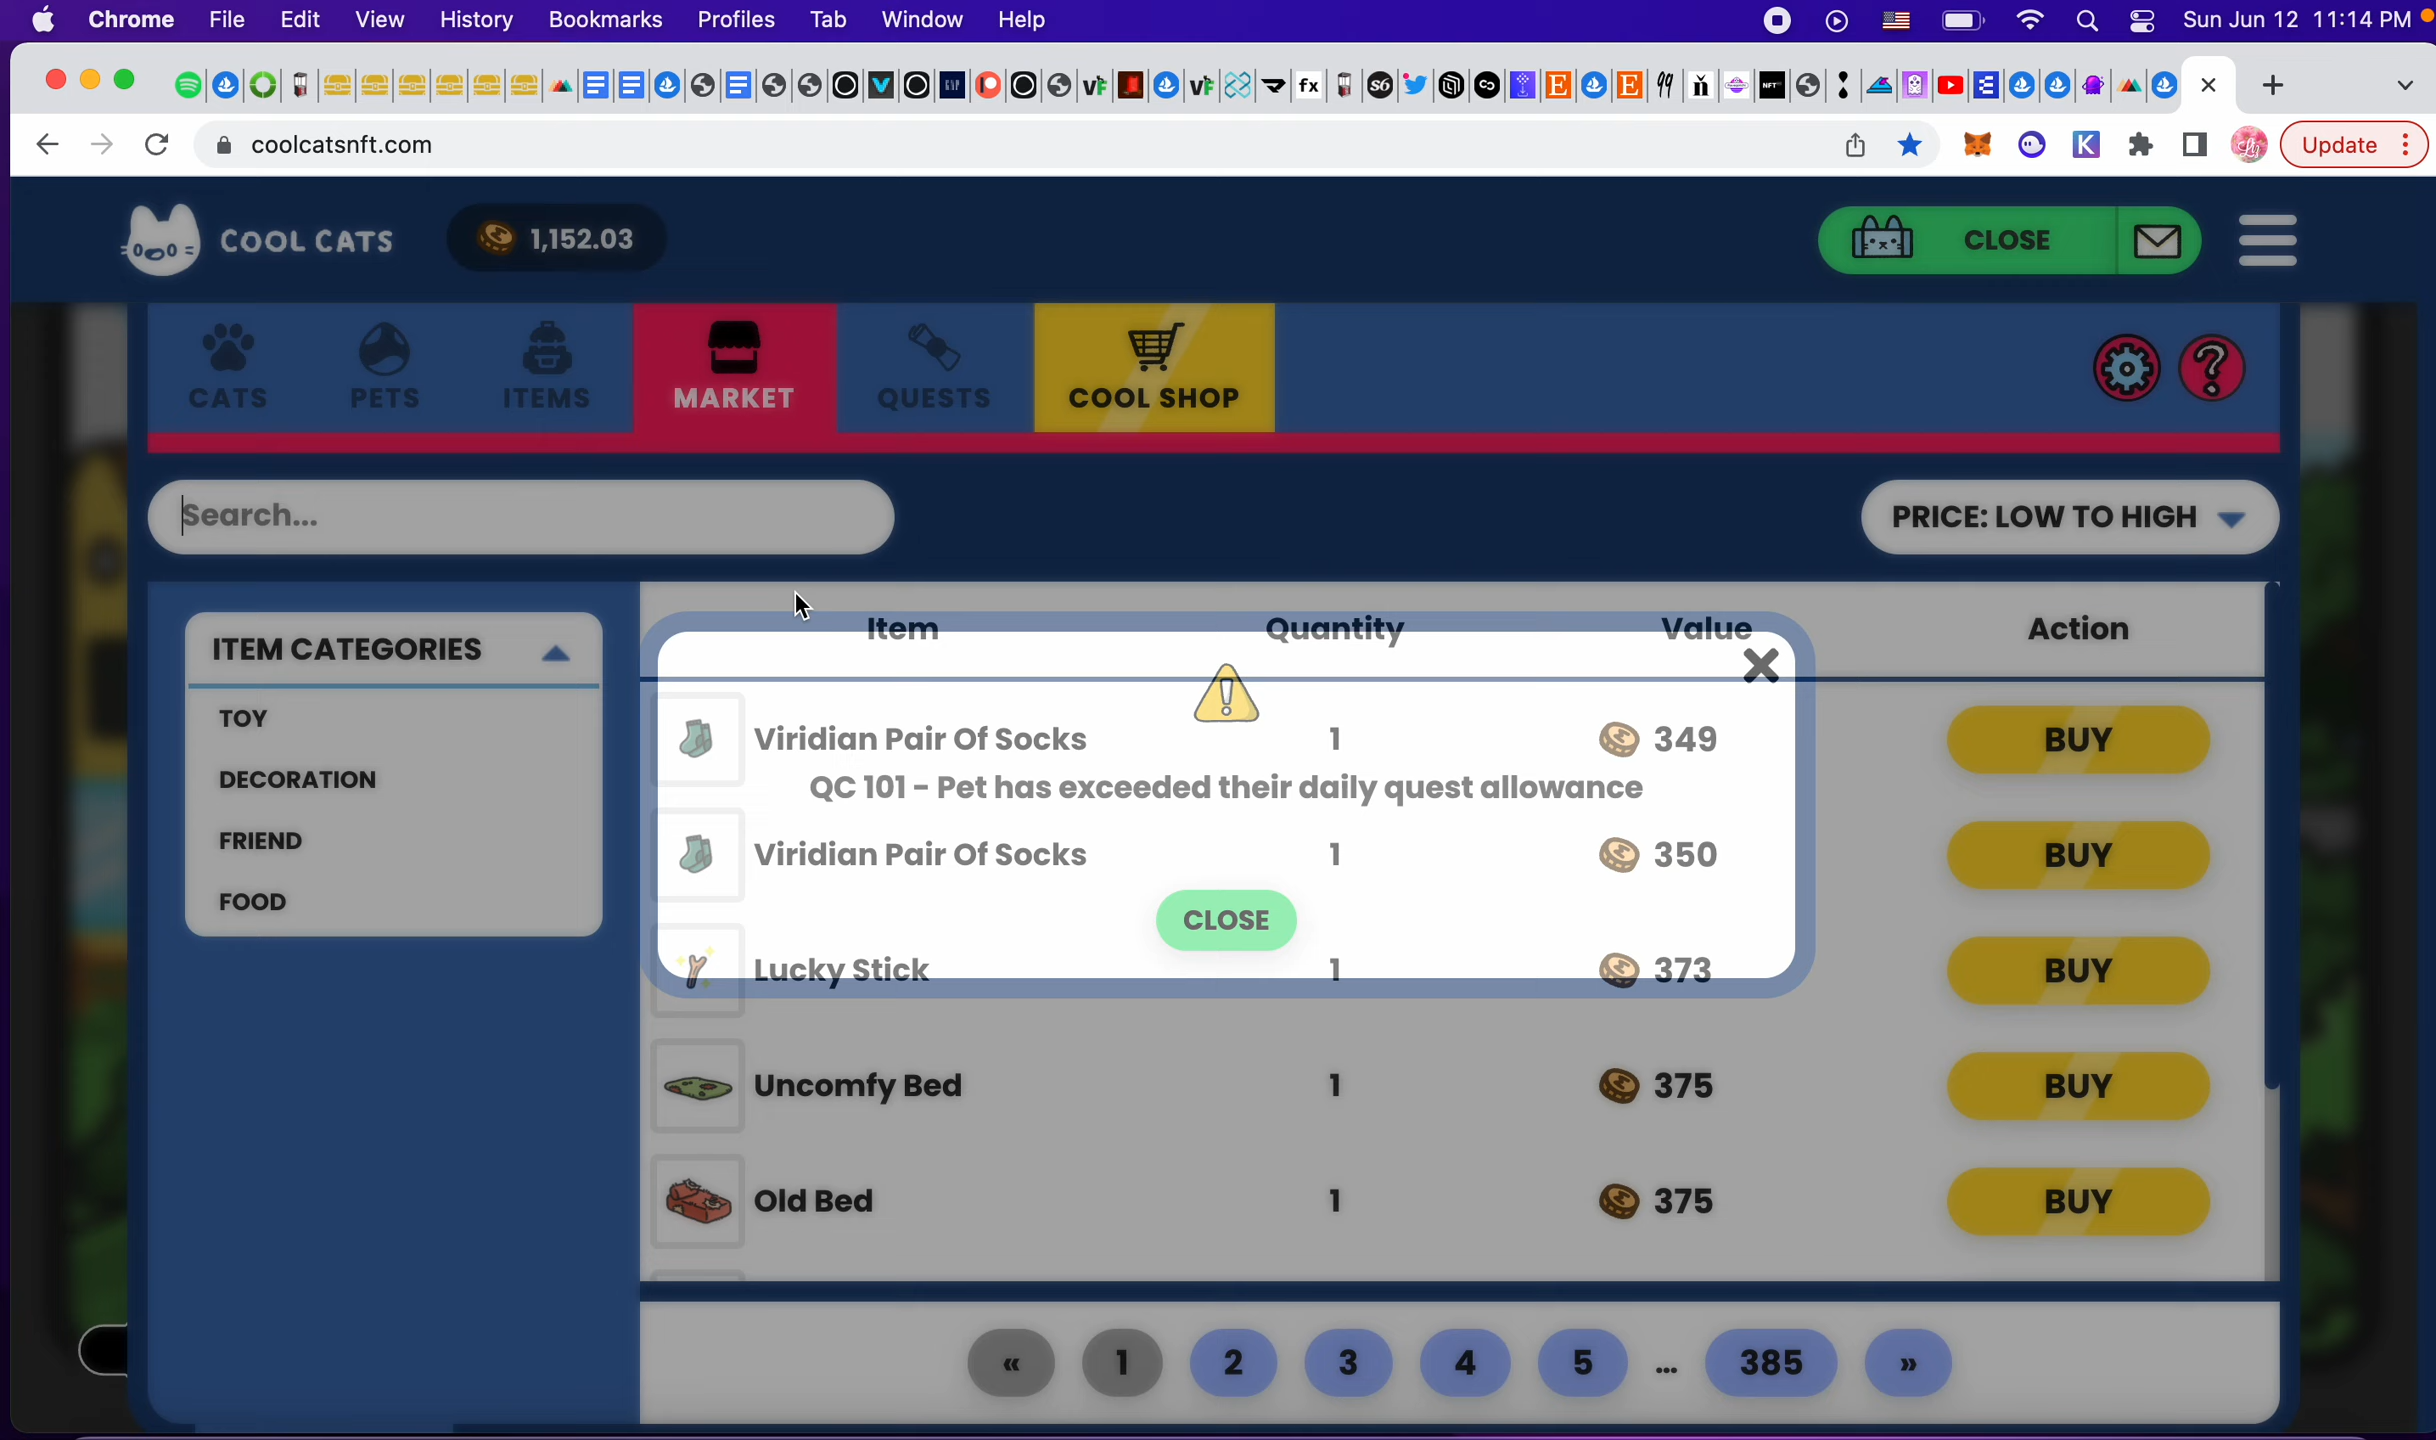 Chrome File Edit View History Bookmarks Profiles Tab Window Help Sun Jun 12 11:14 PM
coolcatsnft.com Update
COOL CATS 1,152.03 CLOSE
CATS PETS ITEMS MARKET QUESTS COOL SHOP
Search... PRICE: LOW TO HIGH
ITEM CATEGORIES
TOY
DECORATION
FRIEND
FOOD
Item Quantity Value Action
Viridian Pair Of Socks 1 349 BUY
QC 101 - Pet has exceeded their daily quest allowance
Viridian Pair Of Socks 1 350 BUY
CLOSE
Lucky Stick 1 373 BUY
Uncomfy Bed 1 375 BUY
Old Bed 1 375 BUY
« 1 2 3 4 5 ... 385 »